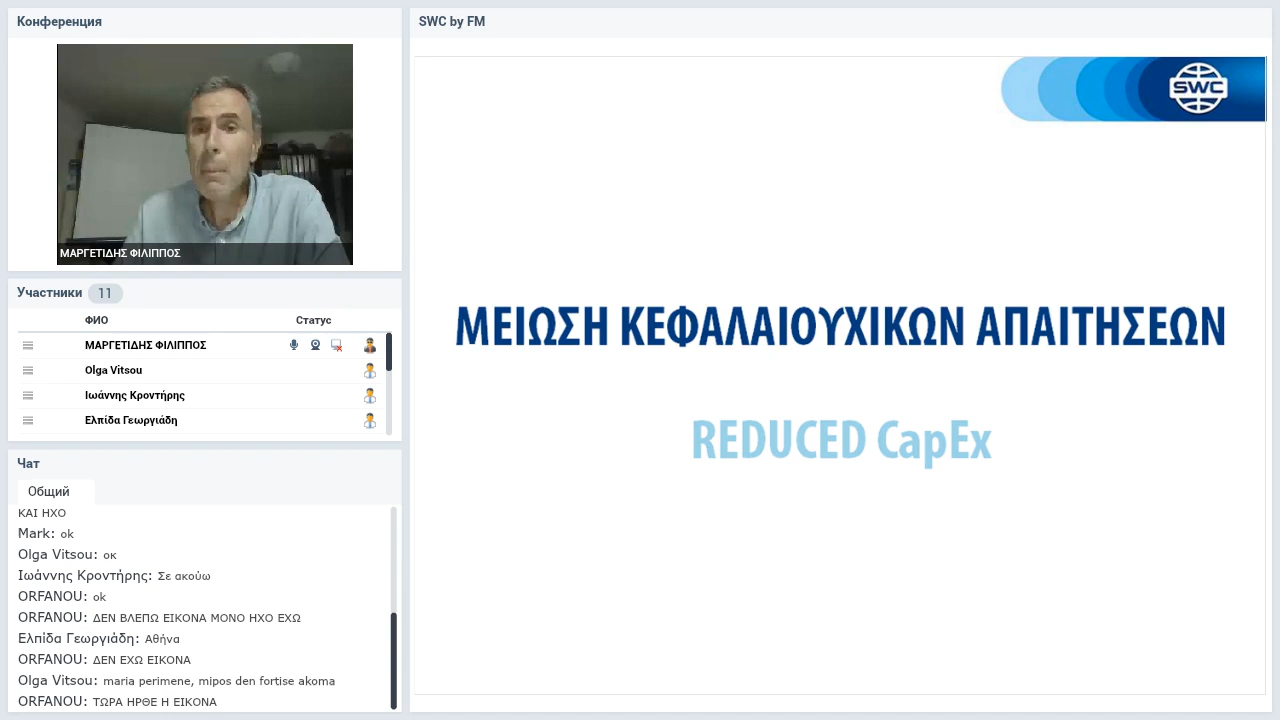 Конференция
ΜΑΡΓΕΤΙΔΗΣ ΦΙΛΙΠΠΟΣ
Участники 11
ФИО Статус
ΜΑΡΓΕΤΙΔΗΣ ΦΙΛΙΠΠΟΣ
Olga Vitsou
Ιωάννης Κροντήρης
Ελπίδα Γεωργιάδη
Чат
Общий
ΚΑΙ ΗΧΟ
Mark: ok
Olga Vitsou: οκ
Ιωάννης Κροντήρης: Σε ακούω
ORFANOU: ok
ORFANOU: ΔΕΝ ΒΛΕΠΩ ΕΙΚΟΝΑ ΜΟΝΟ ΗΧΟ ΕΧΩ
Ελπίδα Γεωργιάδη: Αθήνα
ORFANOU: ΔΕΝ ΕΧΩ ΕΙΚΟΝΑ
Olga Vitsou: maria perimene, mipos den fortise akoma
ORFANOU: ΤΩΡΑ ΗΡΘΕ Η ΕΙΚΟΝΑ
SWC by FM
SWC
ΜΕΙΩΣΗ ΚΕΦΑΛΑΙΟΥΧΙΚΩΝ ΑΠΑΙΤΗΣΕΩΝ
REDUCED CapEx